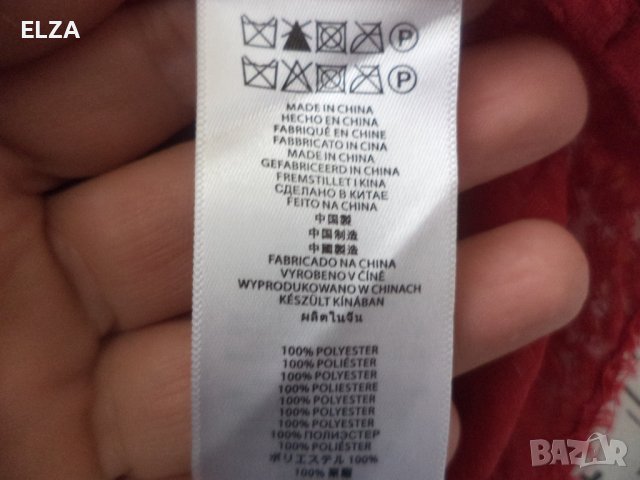 ELZA
P
P
MADE IN CHINA
HECHO EN CHINA
FABRIQUÉ EN CHINE
FABBRICATO IN CINA
MADE IN CHINA
GEFABRICEERD IN CHINA
FREMSTILLET I KINA
СДЕЛАНО В КИТАЕ
FEITO NA CHINA
中国製
中国制造
中國製造
FABRICADO NA CHINA
VYROBENO V ČÍNĚ
WYPRODUKOWANO W CHINACH
KÉSZÜLT KÍNÁBAN
ผลิตในจีน
100% POLYESTER
100% POLYESTER
100% POLYESTER
100% POLIESTERE
100% POLYESTER
100% POLYESTER
100% POLYESTER
100% ПОЛИЭСТЕР
100% POLIÉSTER
ポリエステル 100%
100%
BAZAR